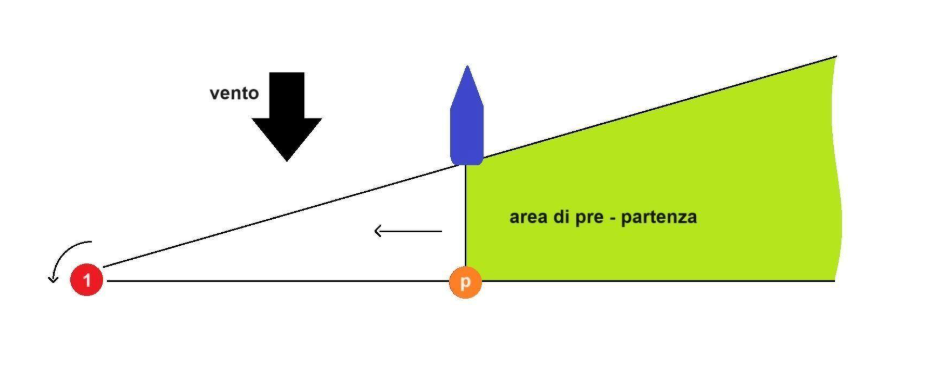 vento
area di pre - partenza
1
p